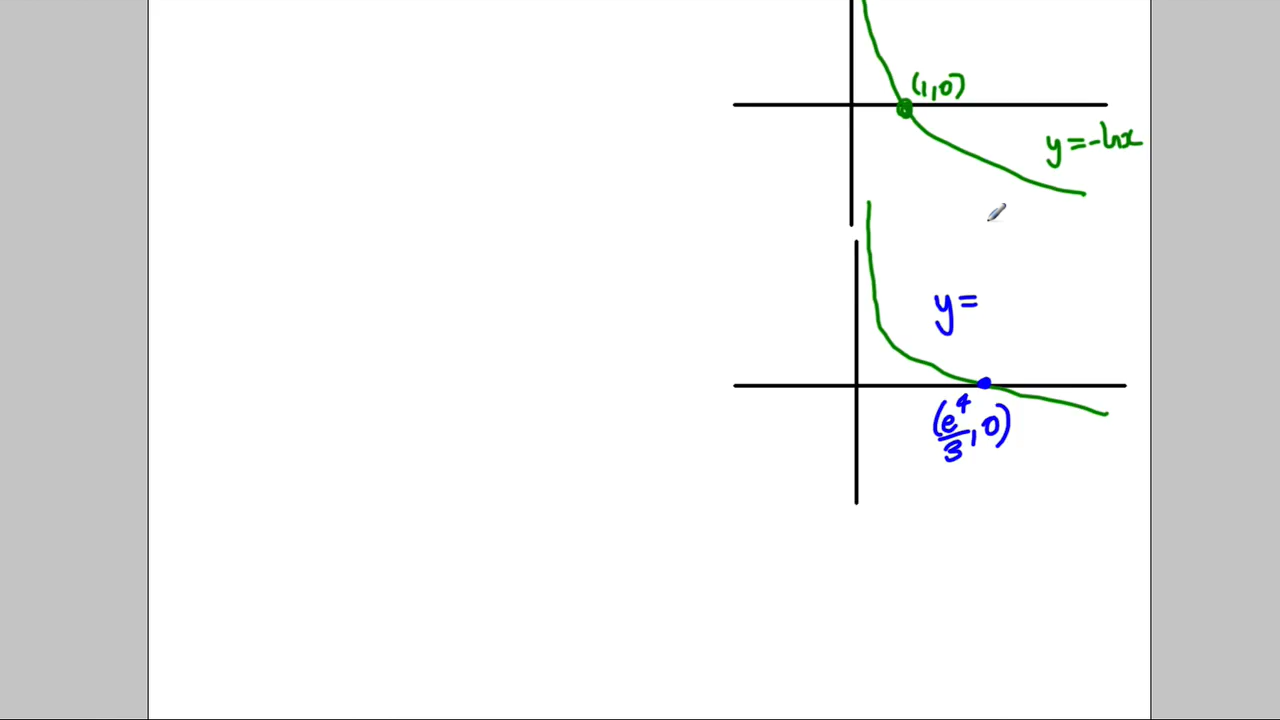 (1,0)
y=-lnx
y=
(e⁴/3, 0)